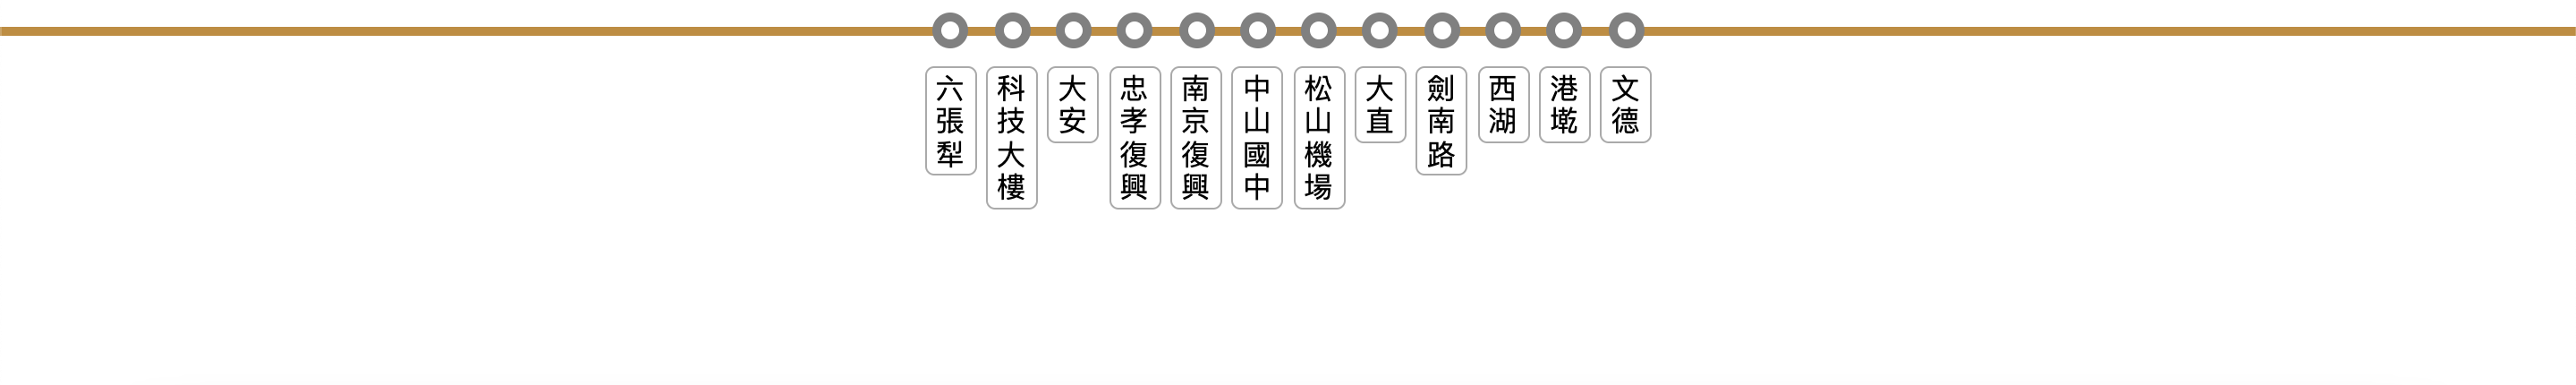 六張犁
科技大樓
大安
忠孝復興
南京復興
中山國中
松山機場
大直
劍南路
西湖
港墘
文德